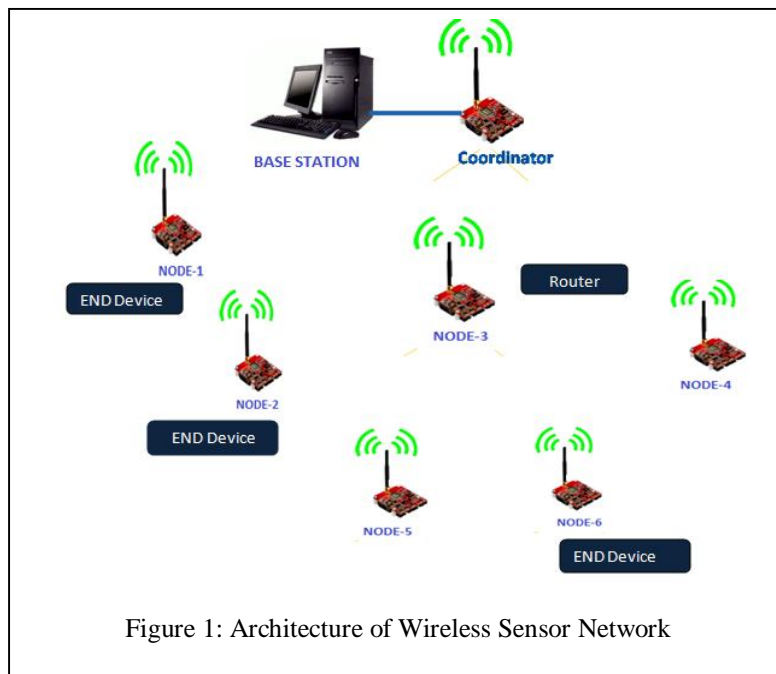 BASE STATION
Coordinator
NODE-1
END Device
Router
NODE-3
NODE-4
NODE-2
END Device
NODE-5
NODE-6
END Device
Figure 1: Architecture of Wireless Sensor Network